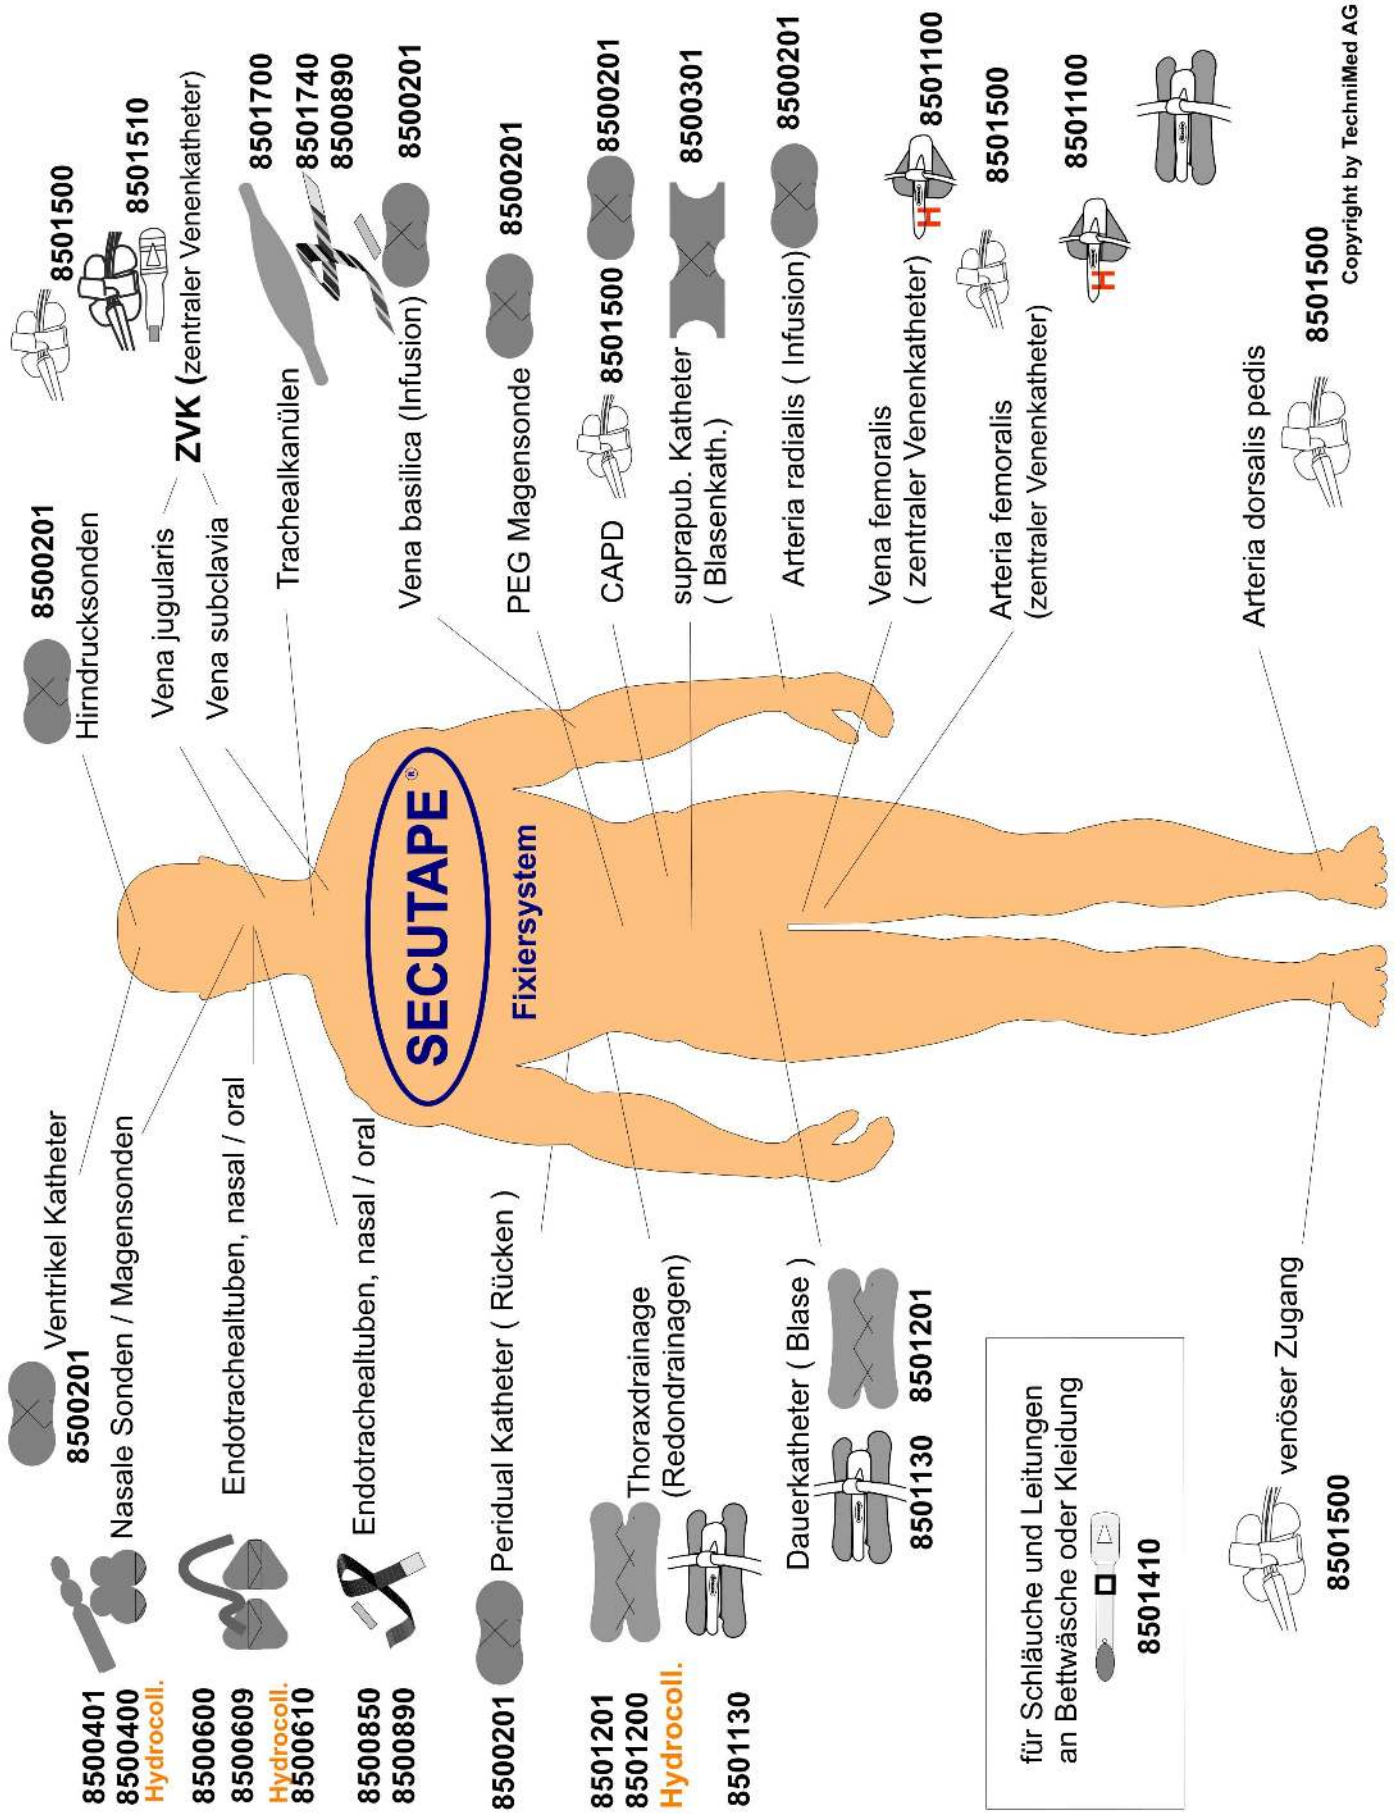 8500201
Ventrikel Katheter
8500401
8500400
Hydrocoll.
Nasale Sonden / Magensonden
8500600
8500609
Hydrocoll.
8500610
Endotrachealtuben, nasal / oral
8500850
8500890
Endotrachealtuben, nasal / oral
8500201
Peridual Katheter ( Rücken )
8501201
8501200
Hydrocoll.
8501130
Thoraxdrainage
(Redondrainagen)
Dauerkatheter ( Blase )
8501130
8501201
für Schläuche und Leitungen
an Bettwäsche oder Kleidung
8501410
venöser Zugang
8501500
SECUTAPE ®
Fixiersystem
8500201
Hirndrucksonden
Vena jugularis
Vena subclavia
ZVK (zentraler Venenkatheter)
8501500
8501510
Trachealkanülen
8501700
8501740
8500890
Vena basilica (Infusion)
8500201
PEG Magensonde
8500201
CAPD
8501500
8500201
suprapub. Katheter
( Blasenkath.)
8500301
Arteria radialis ( Infusion)
8500201
Vena femoralis
( zentraler Venenkatheter)
H
8501100
8501500
Arteria femoralis
(zentraler Venenkatheter)
H
8501100
Arteria dorsalis pedis
8501500
Copyright by TechniMed AG